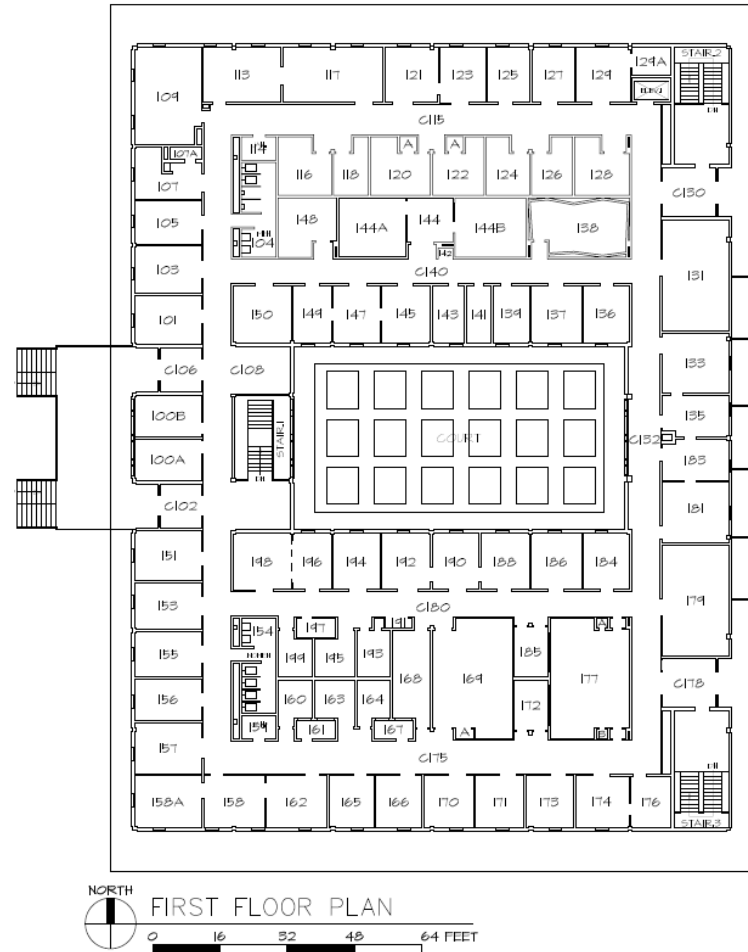 STAIR.2
113 117 121 123 125 127 129 129A
109
C115
107A 114 A A
107 116 118 120 122 124 126 128
C130
105 148 144A 144 144B 138
104
142
103 C140 131
101 150 149 147 145 143 141 139 137 136
C106 C108 133
100B 135
STAIR.1 COURT C132
100A 183
C102 181
151 198 196 194 192 190 188 186 184
179
153 C180
154 197 191 A
WOMEN
155 199 195 193 168 169 185 177
C178
156 160 163 164 172
159 161 167 A B
157 C175
158A 158 162 165 166 170 171 173 174 176
STAIR.3
NORTH
FIRST FLOOR PLAN
0 16 32 48 64 FEET